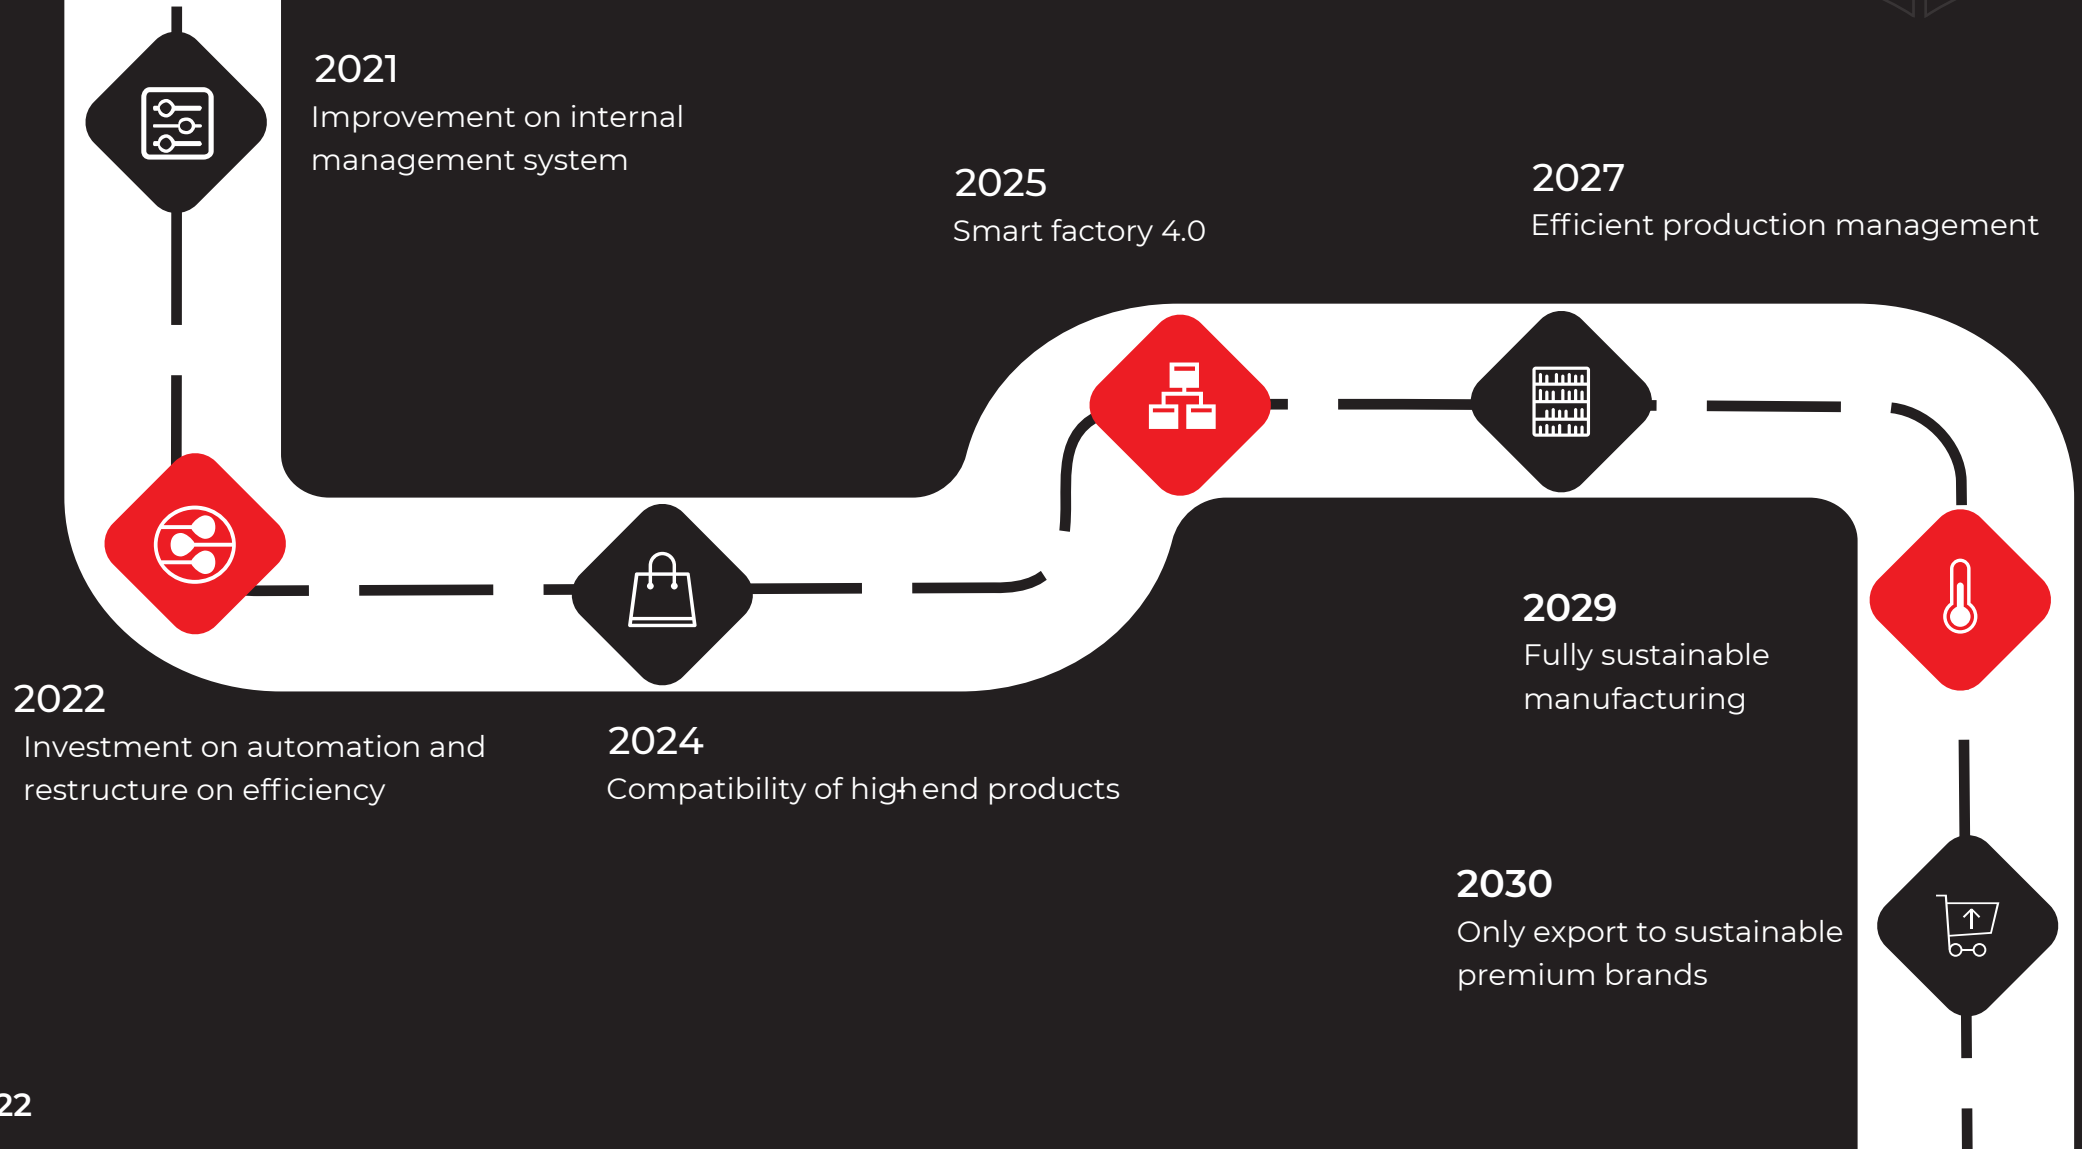 2021
Improvement on internal
management system
2025
Smart factory 4.0
2027
Efficient production management
2022
Investment on automation and
restructure on efficiency
2024
Compatibility of high-end products
2029
Fully sustainable
manufacturing
2030
Only export to sustainable
premium brands
22